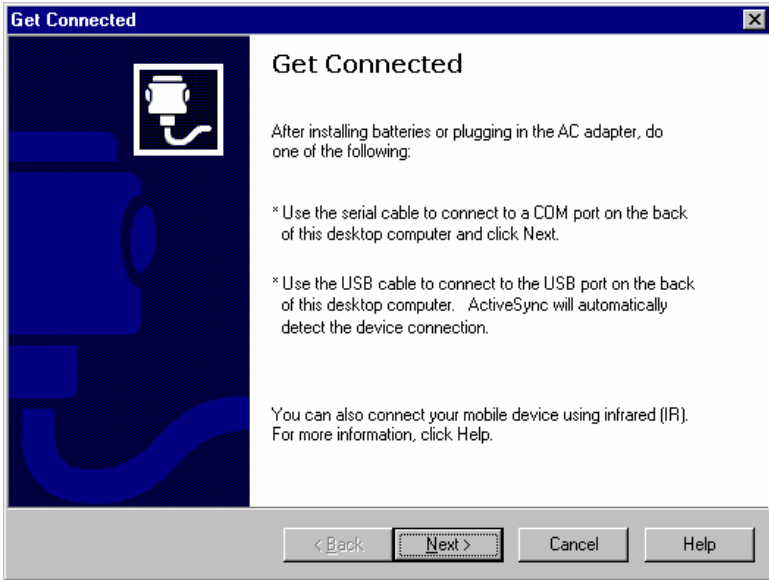 Get Connected
Get Connected
After installing batteries or plugging in the AC adapter, do
one of the following:
* Use the serial cable to connect to a COM port on the back
of this desktop computer and click Next.
* Use the USB cable to connect to the USB port on the back
of this desktop computer.   ActiveSync will automatically
detect the device connection.
You can also connect your mobile device using infrared (IR).
For more information, click Help.
< Back Next > Cancel Help